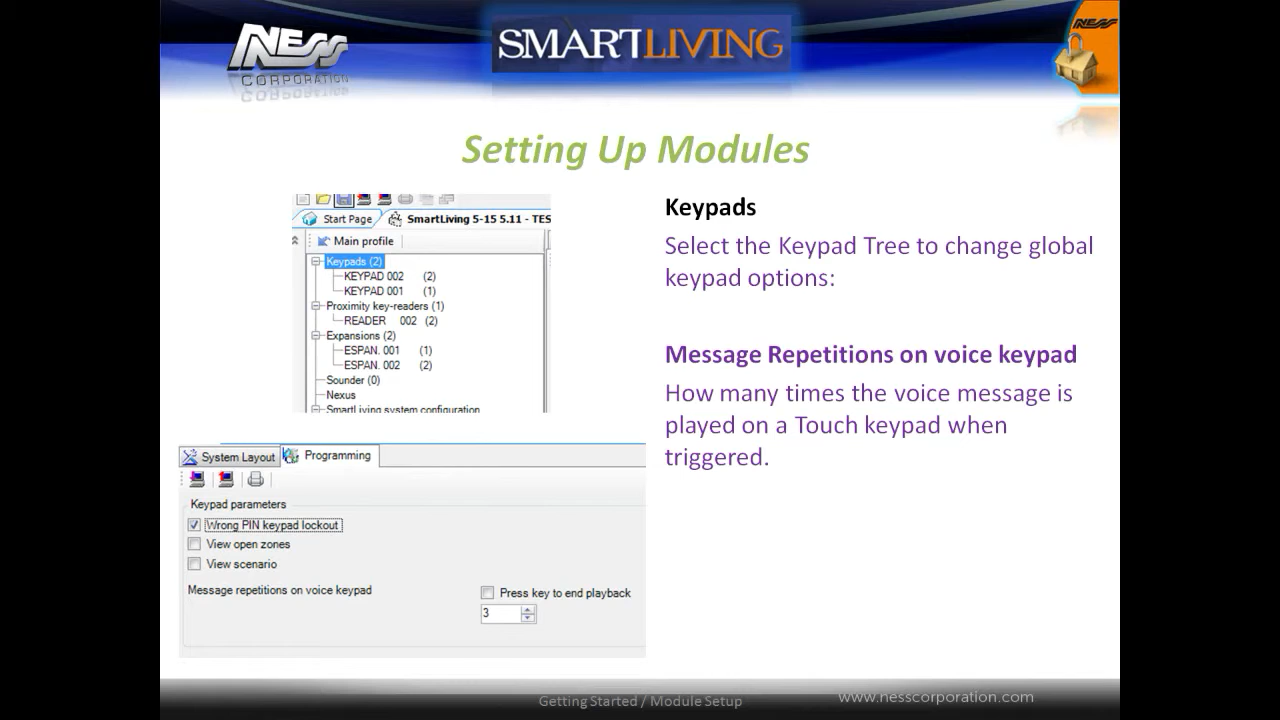 NESS
CORPORATION
SMARTLIVING
NESS
Setting Up Modules
Start Page
SmartLiving 5-15 5.11 - TES
Main profile
Keypads (2)
KEYPAD 002 (2)
KEYPAD 001 (1)
Proximity key-readers (1)
READER 002 (2)
Expansions (2)
ESPAN. 001 (1)
ESPAN. 002 (2)
Sounder (0)
Nexus
SmartLiving system configuration
Keypads
Select the Keypad Tree to change global
keypad options:
Message Repetitions on voice keypad
How many times the voice message is
played on a Touch keypad when
triggered.
System Layout
Programming
Keypad parameters
Wrong PIN keypad lockout
View open zones
View scenario
Message repetitions on voice keypad
Press key to end playback
3
Getting Started / Module Setup
www.nesscorporation.com